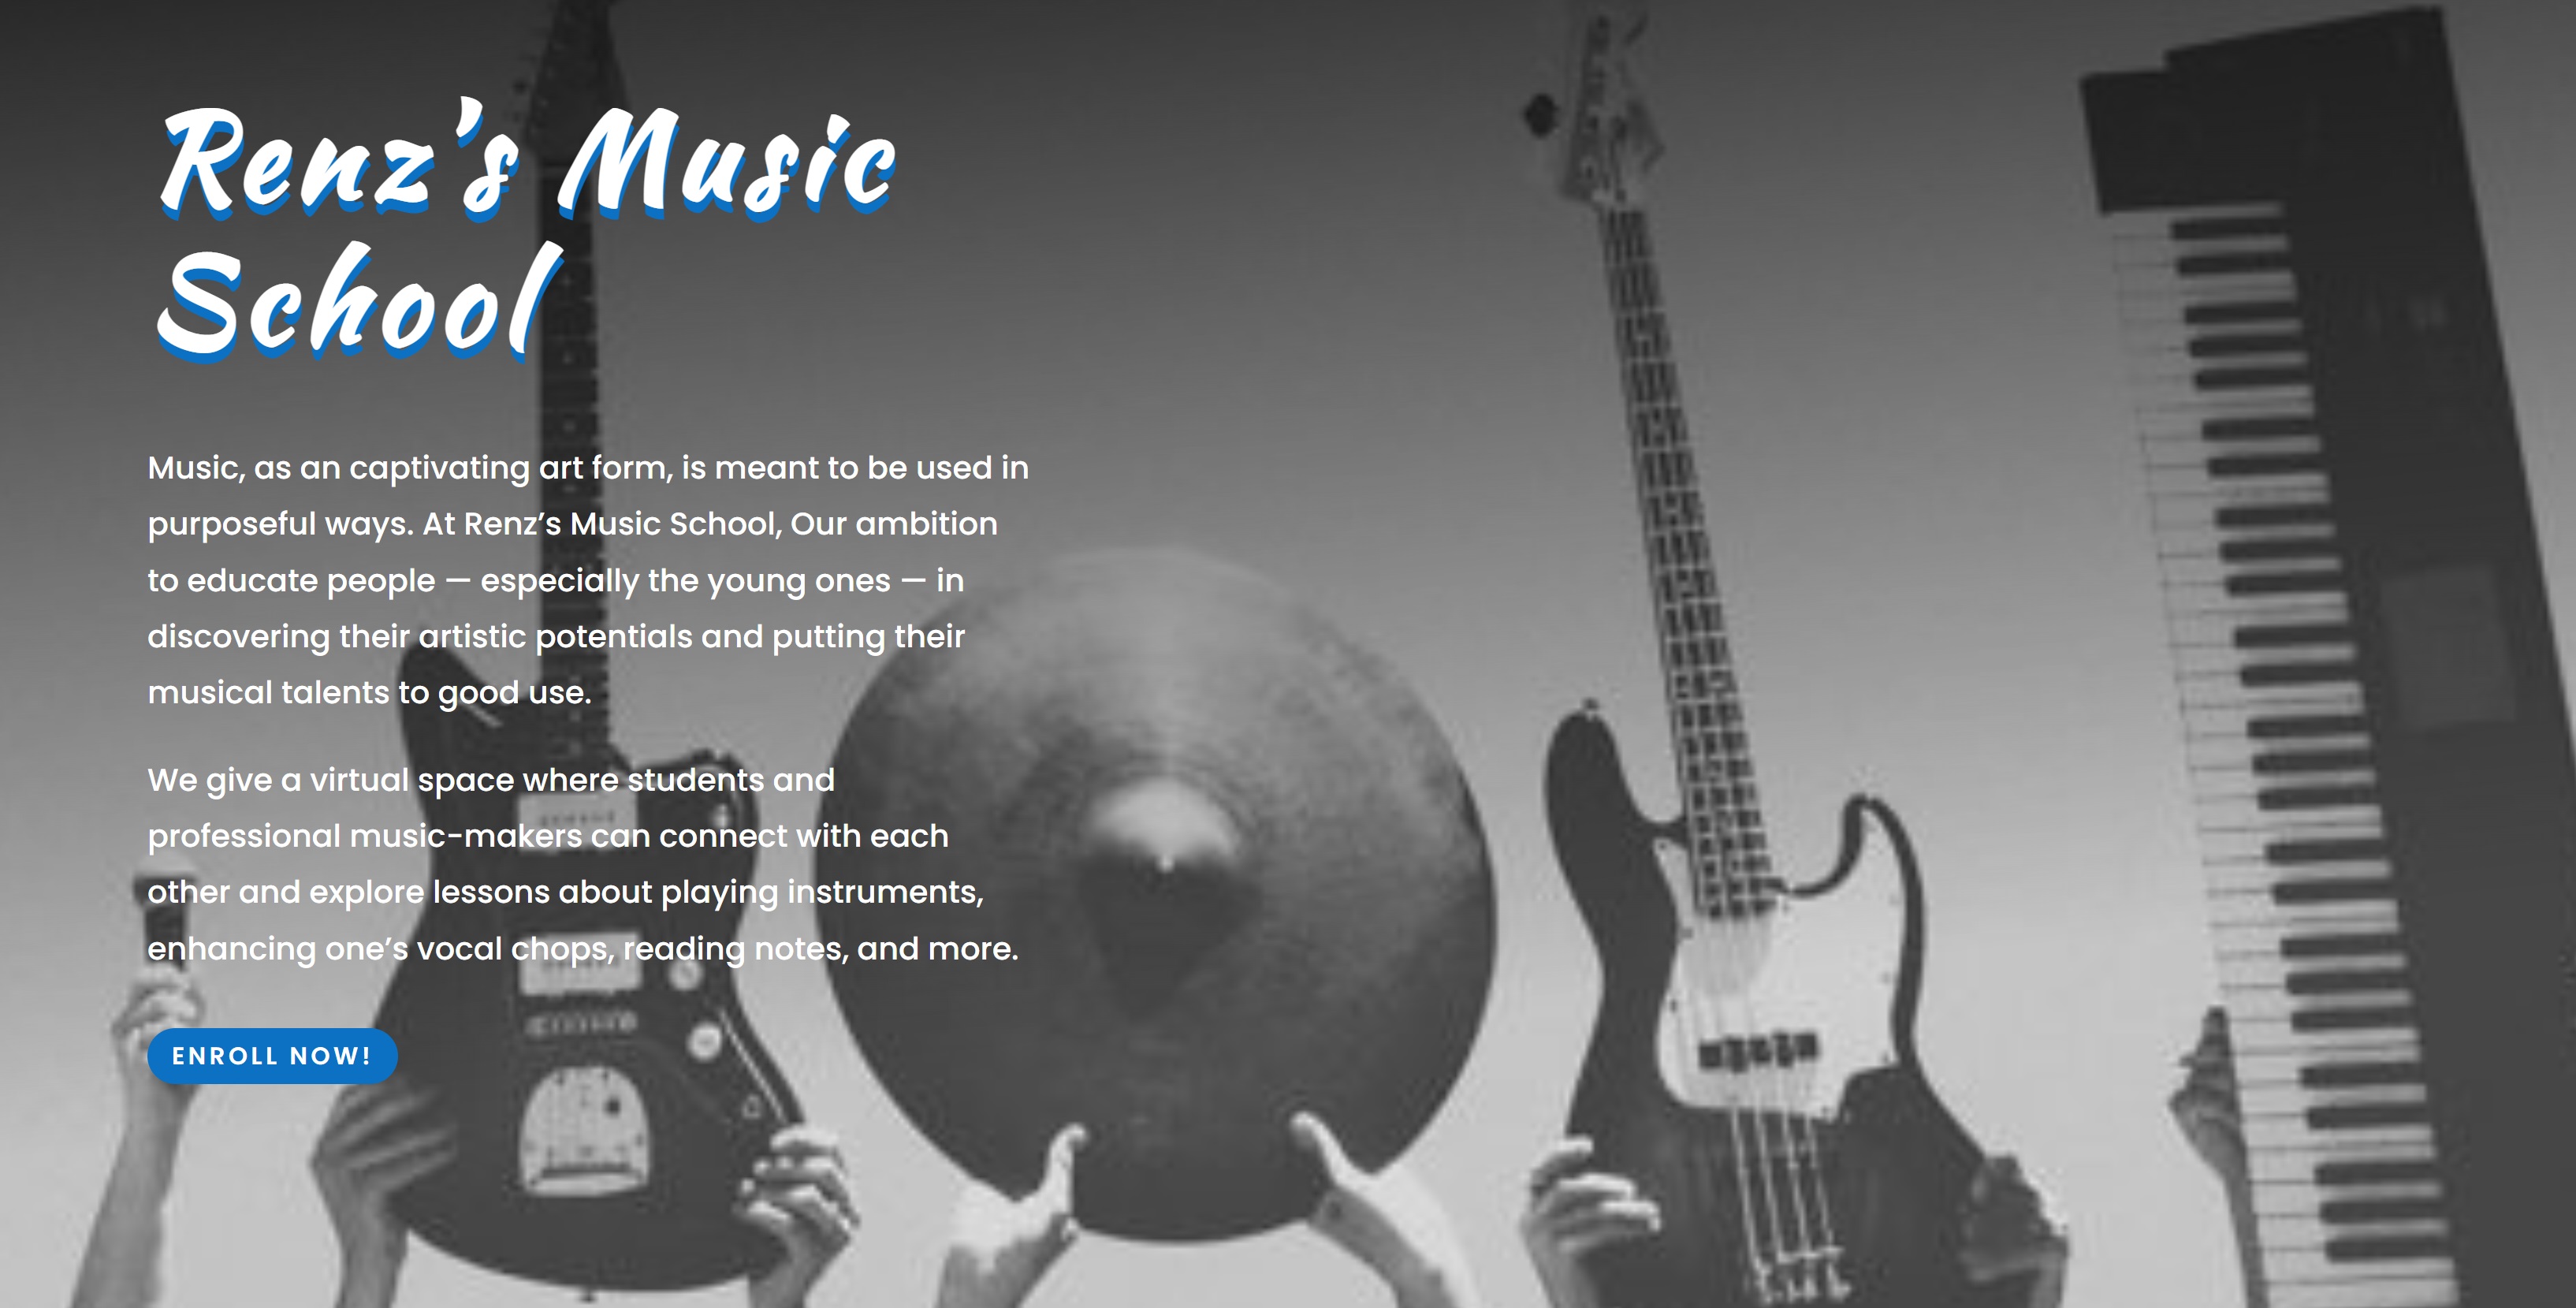 Renz’s Music
School
Music, as an captivating art form, is meant to be used in
purposeful ways. At Renz’s Music School, Our ambition
to educate people — especially the young ones — in
discovering their artistic potentials and putting their
musical talents to good use.
We give a virtual space where students and
professional music-makers can connect with each
other and explore lessons about playing instruments,
enhancing one’s vocal chops, reading notes, and more.
ENROLL NOW!